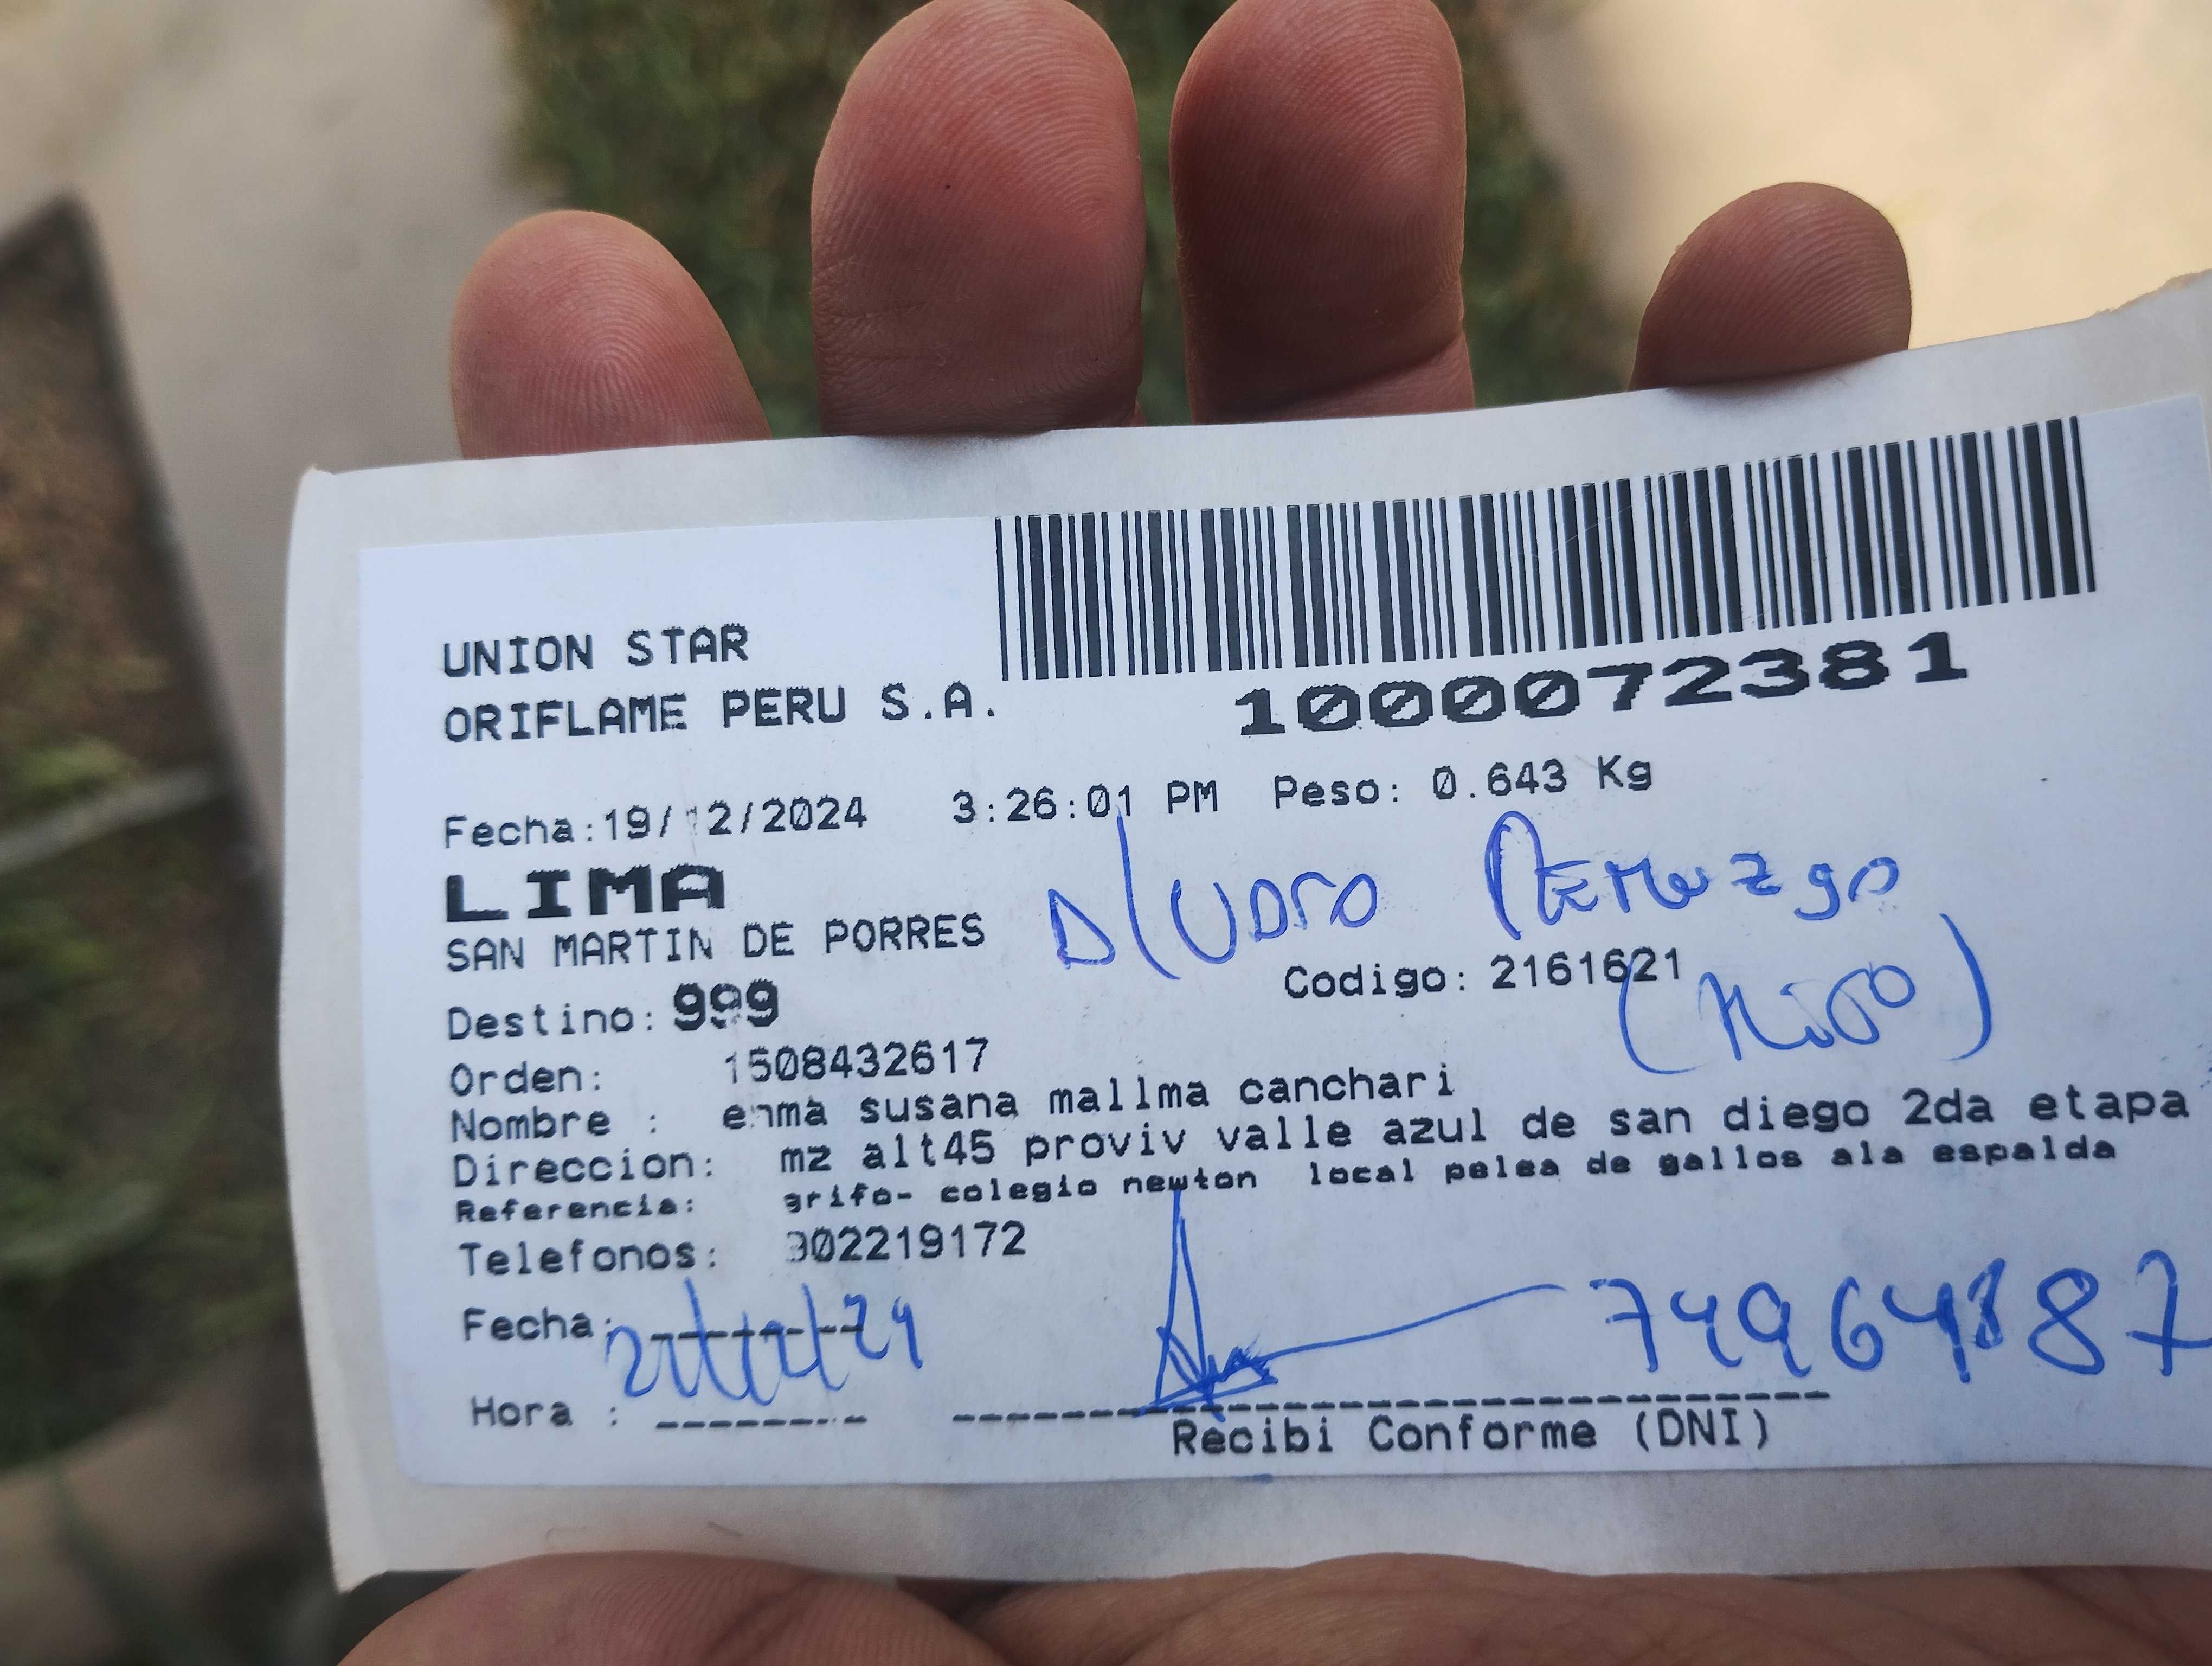 UNION STAR
ORIFLAME PERU S.A.
1000072381
Fecha:19/12/2024 3:26:01 PM Peso: 0.643 Kg
LIMA
SAN MARTIN DE PORRES
Destino: 999 Codigo: 2161621
Orden: 1508432617
Nombre : emma susana mallma canchari
Direccion: mz alt45 proviv valle azul de san diego 2da etapa
Referencia: grifo- colegio newton local pelea de gallos ala espalda
Telefonos: 902219172
Fecha:
Hora :
Recibi Conforme (DNI)